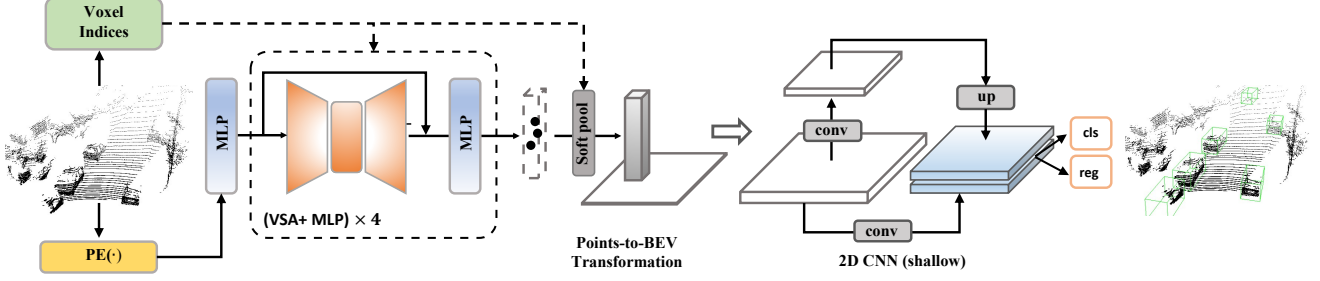 Voxel
Indices
MLP
MLP
(VSA+ MLP) × 4
PE(·)
Soft pool
Points-to-BEV
Transformation
conv
up
conv
2D CNN (shallow)
cls
reg